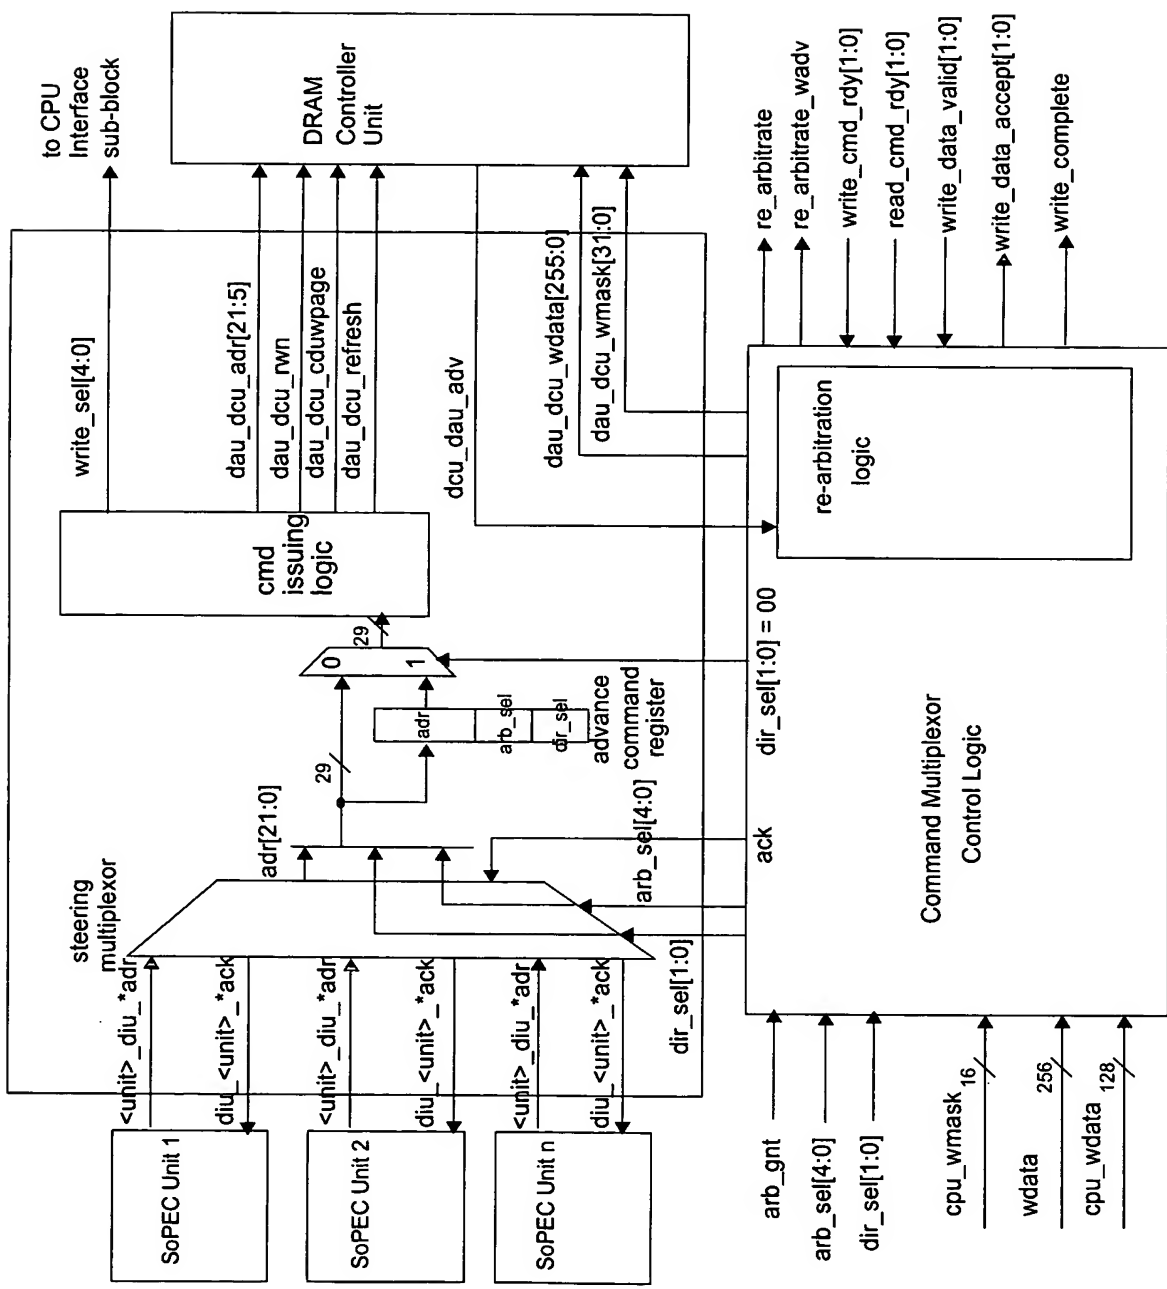 to CPU
Interface
sub-block
write_sel[4:0]
DRAM
Controller
Unit
dau_dcu_adr[21:5]
dau_dcu_rwn
dau_dcu_cduwpage
dau_dcu_refresh
dcu_dau_adv
dau_dcu_wdata[255:0]
dau_dcu_wmask[31:0]
cmd
issuing
logic
29
0
1
adr
arb_sel
dir_sel
advance
command
register
29
adr[21:0]
steering
multiplexor
arb_sel[4:0]
dir_sel[1:0]
<unit>_diu_*adr
diu_<unit>_*ack
<unit>_diu_*adr
diu_<unit>_*ack
<unit>_diu_*adr
diu_<unit>_*ack
SoPEC Unit 1
SoPEC Unit 2
SoPEC Unit n
re_arbitrate
re_arbitrate_wadv
write_cmd_rdy[1:0]
read_cmd_rdy[1:0]
write_data_valid[1:0]
write_data_accept[1:0]
write_complete
re-arbitration
logic
dir_sel[1:0] = 00
ack
Command Multiplexor
Control Logic
arb_gnt
arb_sel[4:0]
dir_sel[1:0]
cpu_wmask
16
wdata
256
cpu_wdata
128